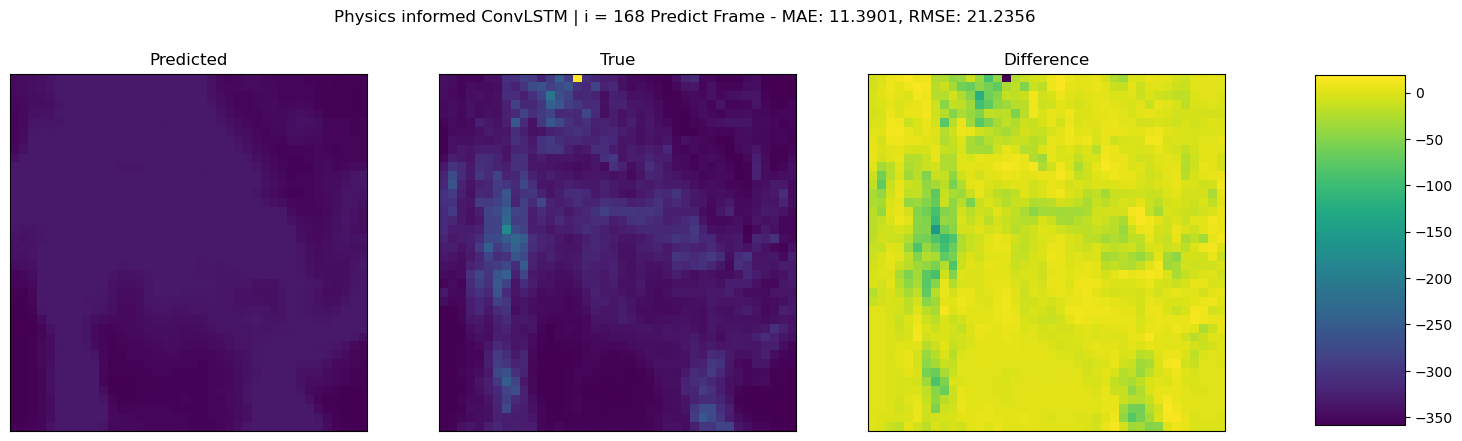 Physics informed ConvLSTM | i = 168 Predict Frame - MAE: 11.3901, RMSE: 21.2356
Predicted
True
Difference
0
−50
−100
−150
−200
−250
−300
−350